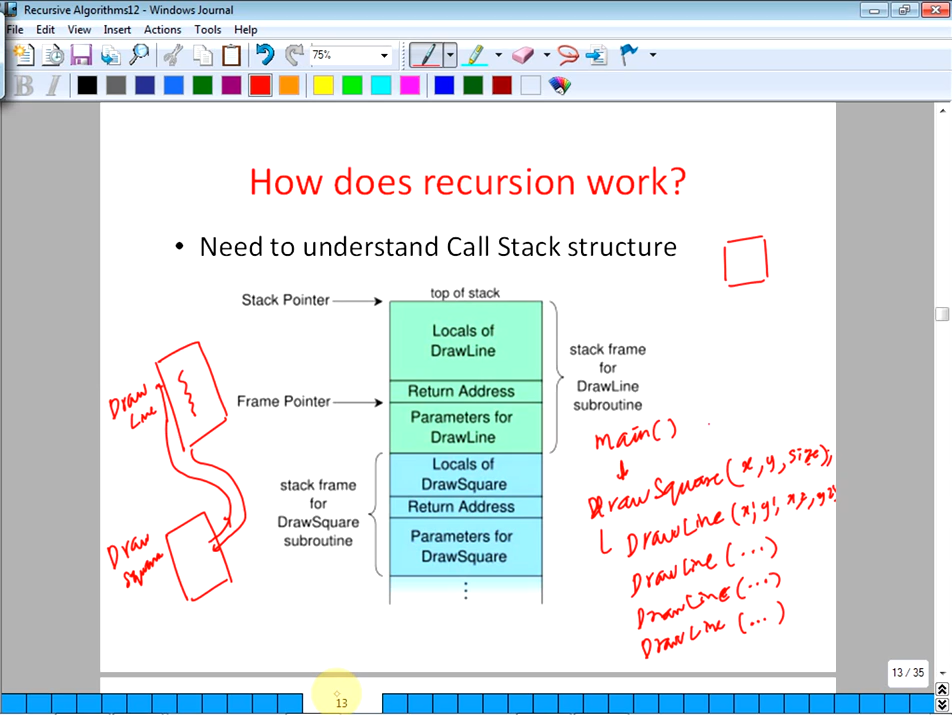 Recursive Algorithms12 - Windows Journal
File Edit View Insert Actions Tools Help
75%
B I
How does recursion work?
• Need to understand Call Stack structure
Stack Pointer
top of stack
Locals of
DrawLine
Return Address
Frame Pointer
Parameters for
DrawLine
stack frame
for
DrawLine
subroutine
Locals of
DrawSquare
Return Address
Parameters for
DrawSquare
stack frame
for
DrawSquare
subroutine
Draw
Line
Draw
Square
main()
DrawSquare(x, y, size);
DrawLine(x1, y1, x2, y2)
DrawLine(...)
DrawLine(...)
DrawLine(...)
13 / 35
13